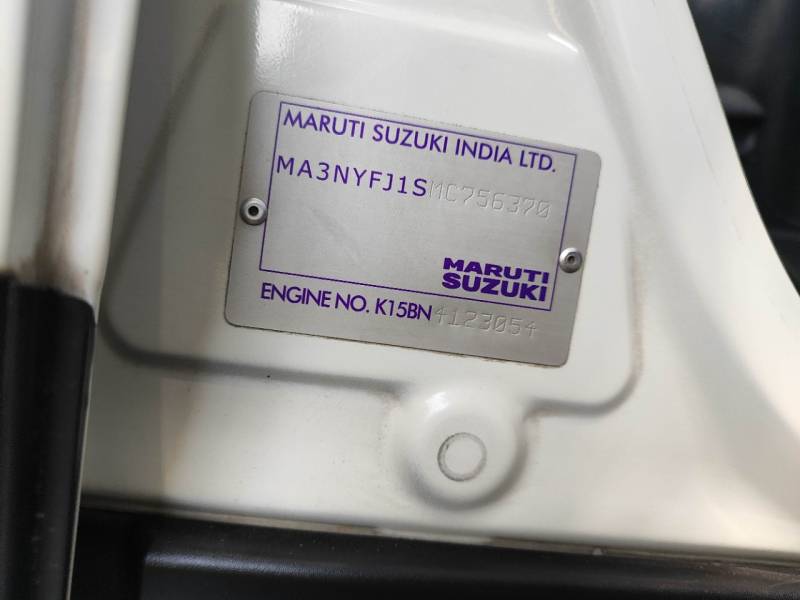 MARUTI SUZUKI INDIA LTD.
MA3NYFJ1SMC756370
MARUTI
SUZUKI
ENGINE NO. K15BN4123054